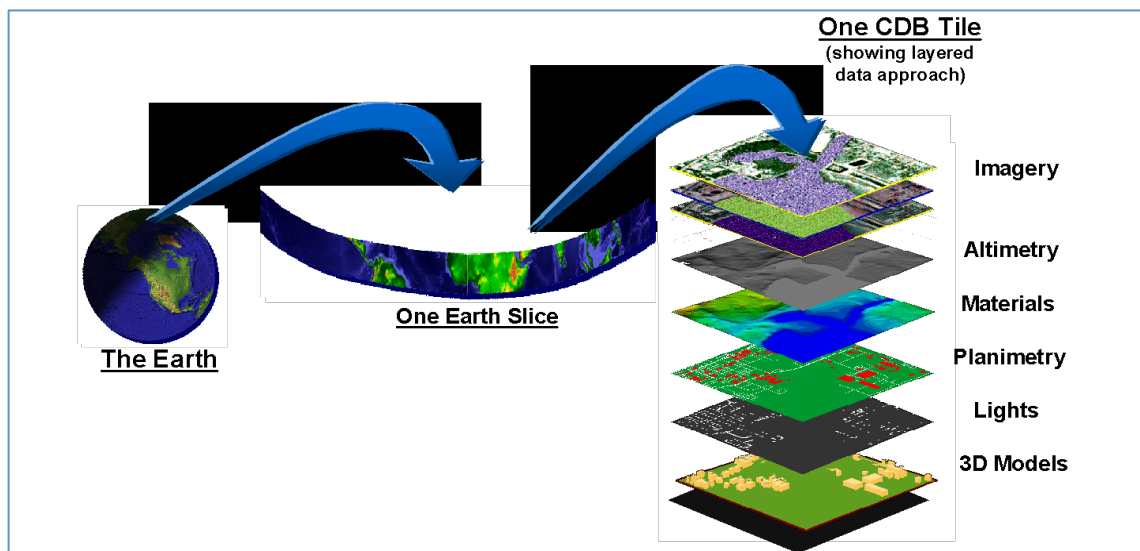 The Earth
One Earth Slice
One CDB Tile
(showing layered
data approach)
Imagery
Altimetry
Materials
Planimetry
Lights
3D Models